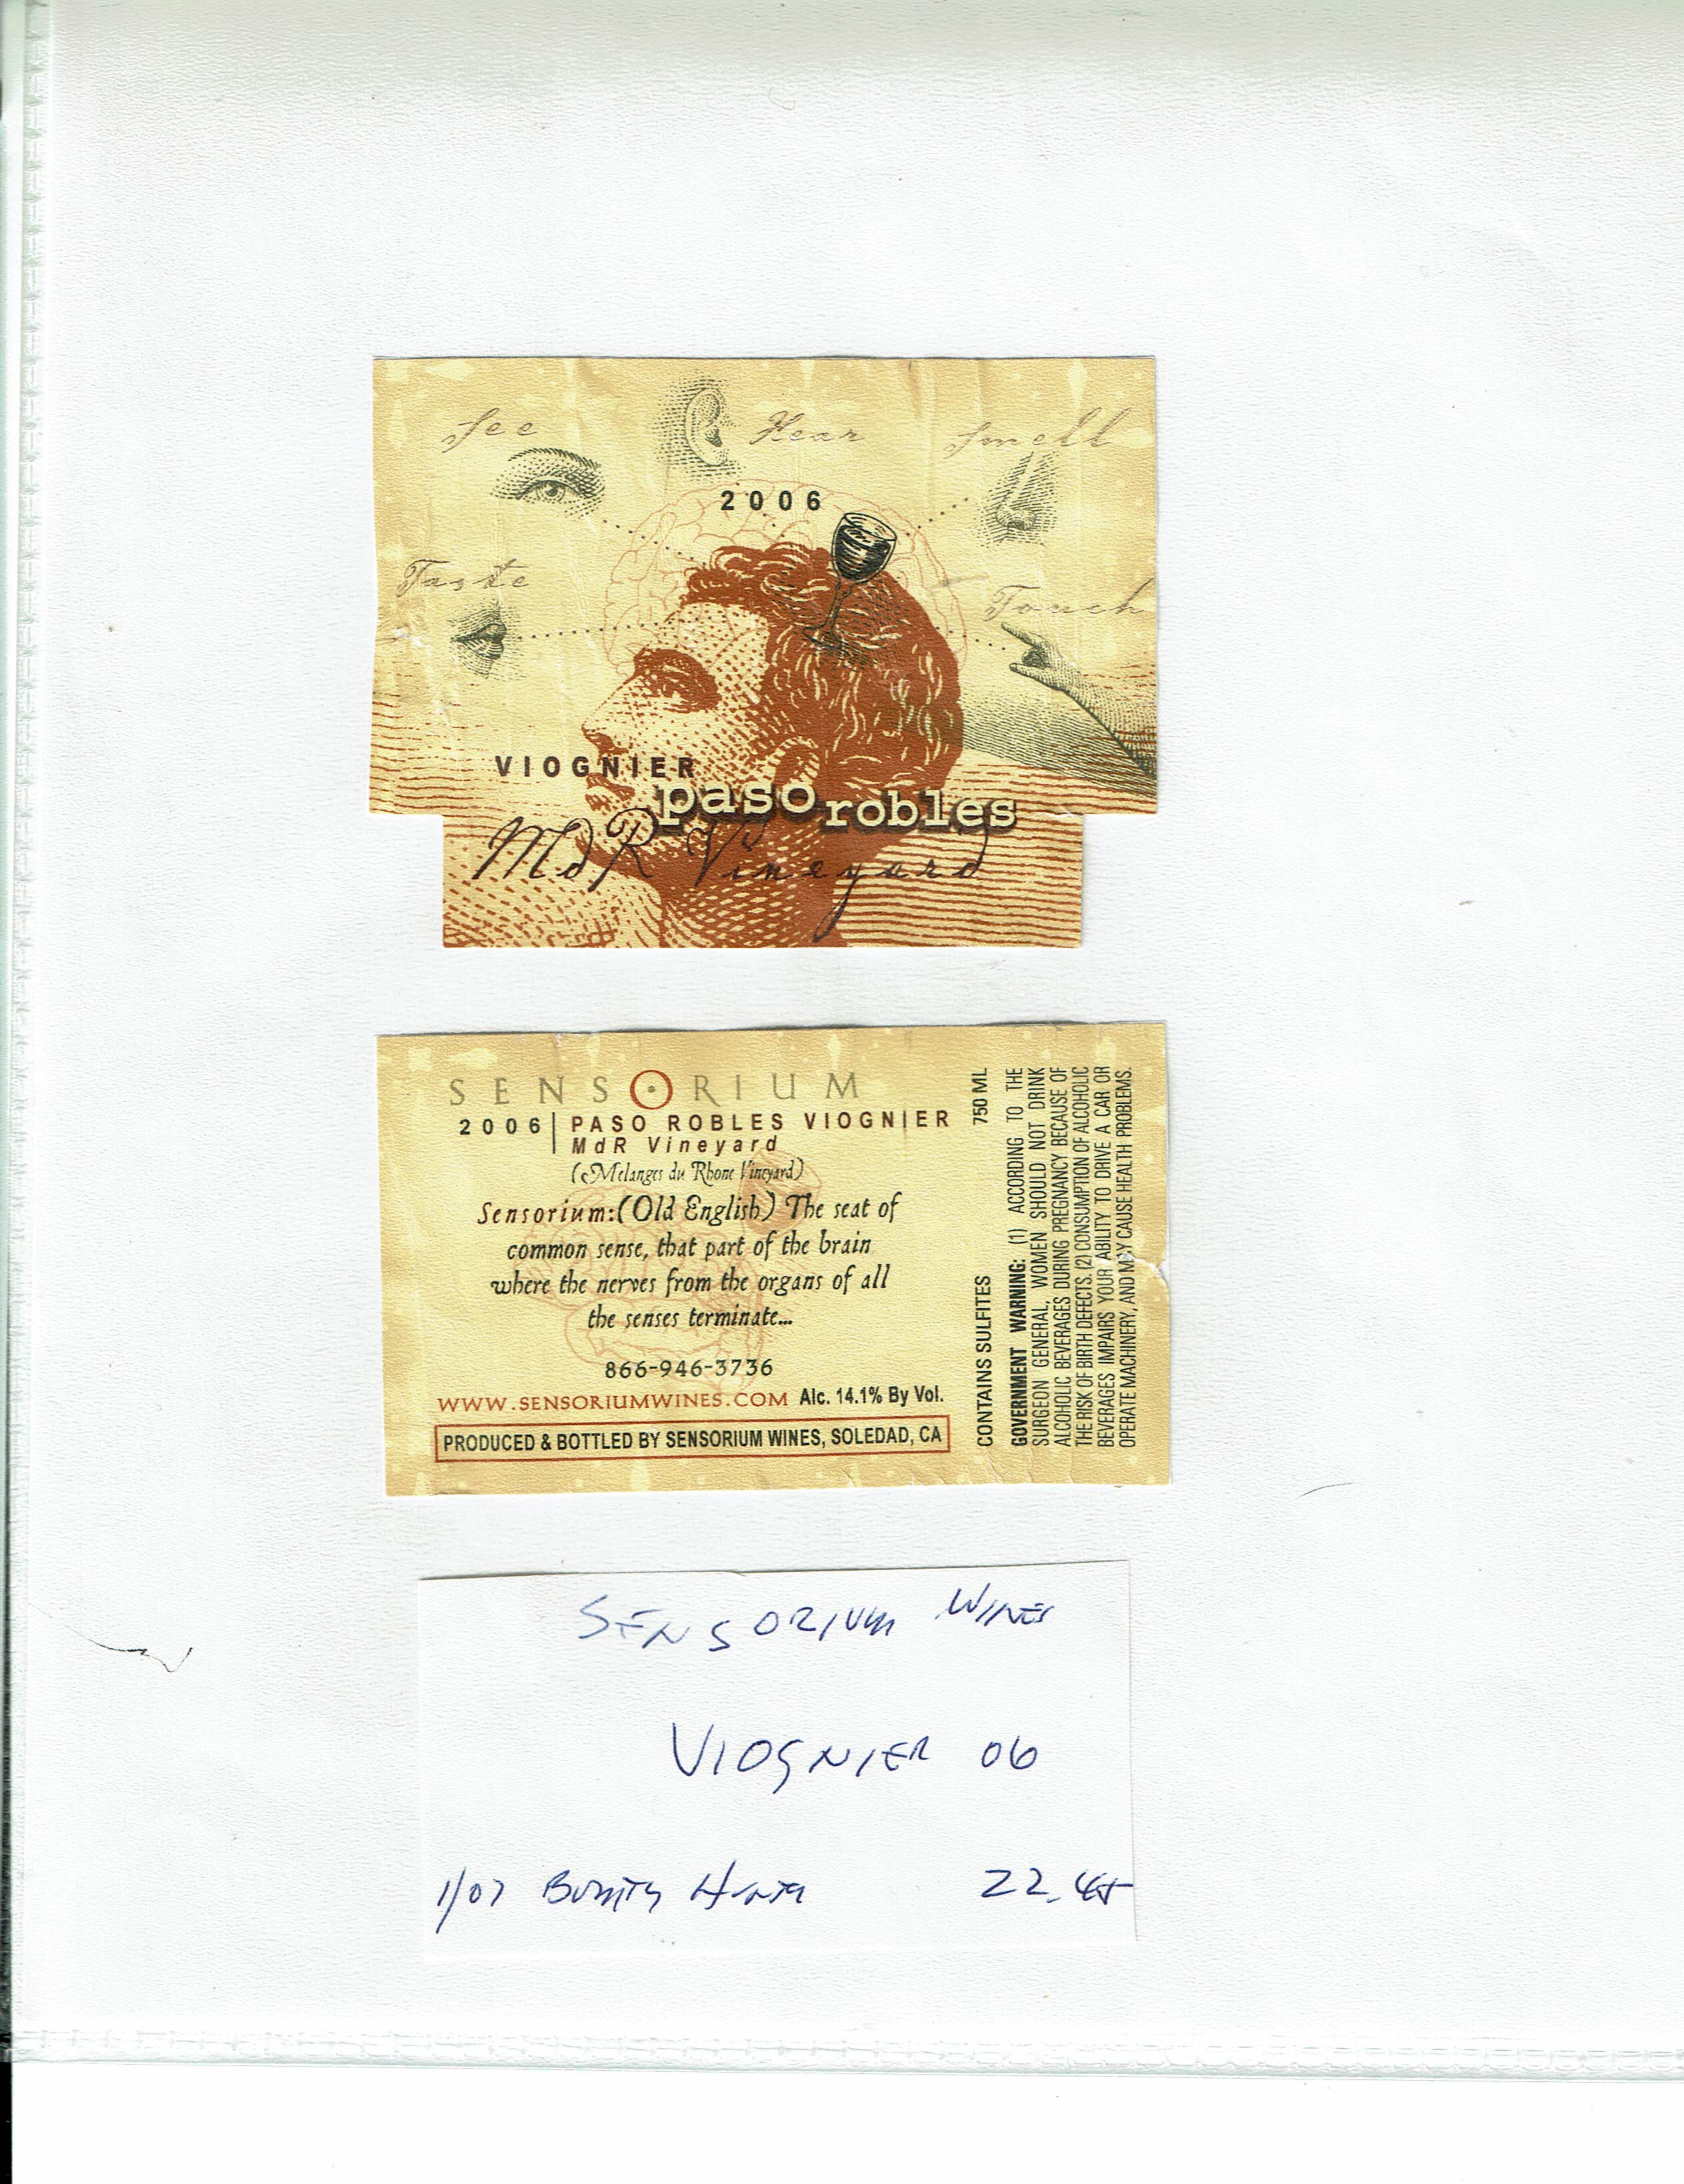 See
Hear
Smell
2006
Taste
Touch
VIOGNIER
paso robles
MdR Vineyard
SENSORIUM
2006 | PASO ROBLES VIOGNIER
MdR Vineyard
(Melanges du Rhone Vineyard)
Sensorium:(Old English) The seat of
common sense, that part of the brain
where the nerves from the organs of all
the senses terminate...
866-946-3736
WWW.SENSORIUMWINES.COM Alc. 14.1% By Vol.
PRODUCED & BOTTLED BY SENSORIUM WINES, SOLEDAD, CA
CONTAINS SULFITES 750 ML
GOVERNMENT WARNING: (1) ACCORDING TO THE
SURGEON GENERAL, WOMEN SHOULD NOT DRINK
ALCOHOLIC BEVERAGES DURING PREGNANCY BECAUSE OF
THE RISK OF BIRTH DEFECTS. (2) CONSUMPTION OF ALCOHOLIC
BEVERAGES IMPAIRS YOUR ABILITY TO DRIVE A CAR OR
OPERATE MACHINERY, AND MAY CAUSE HEALTH PROBLEMS.
SENSORIUM WINES
VIOGNIER 06
1/07 BOUNTY HUNTER